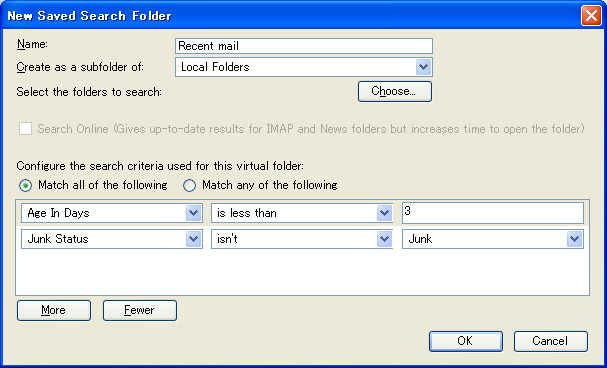 New Saved Search Folder
Name: Recent mail
Create as a subfolder of: Local Folders
Select the folders to search: Choose...
Search Online (Gives up-to-date results for IMAP and News folders but increases time to open the folder)
Configure the search criteria used for this virtual folder:
Match all of the following Match any of the following
Age In Days is less than 3
Junk Status isn't Junk
More Fewer
OK Cancel